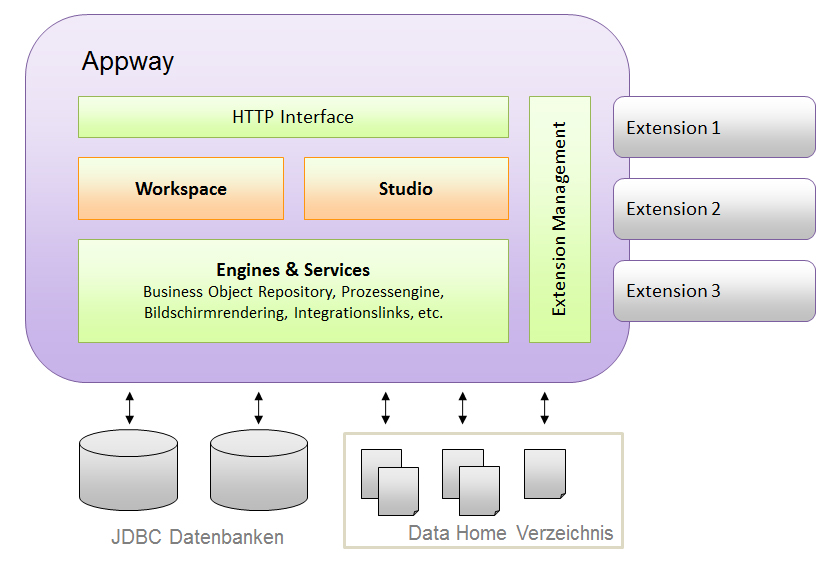 Appway
HTTP Interface
Workspace
Studio
Engines & Services
Business Object Repository, Prozessengine,
Bildschirmrendering, Integrationslinks, etc.
Extension Management
Extension 1
Extension 2
Extension 3
JDBC Datenbanken
Data Home Verzeichnis